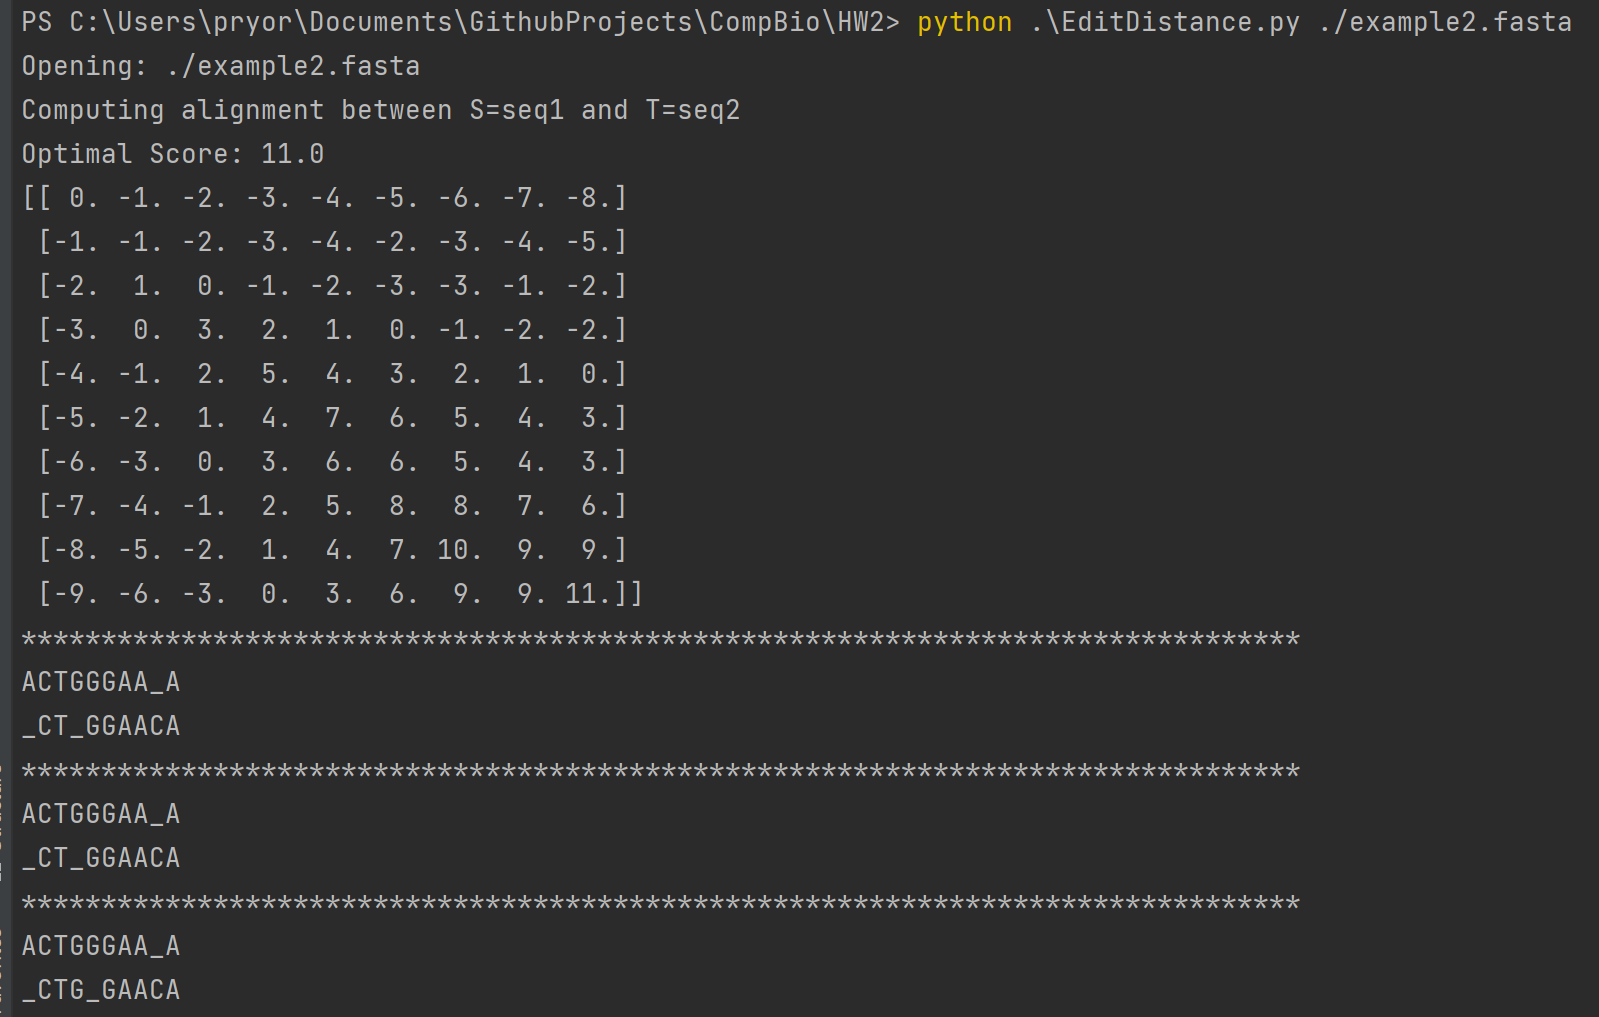 PS C:\Users\pryor\Documents\GithubProjects\CompBio\HW2> python .\EditDistance.py ./example2.fasta
Opening: ./example2.fasta
Computing alignment between S=seq1 and T=seq2
Optimal Score: 11.0
[[ 0. -1. -2. -3. -4. -5. -6. -7. -8.]
 [-1. -1. -2. -3. -4. -2. -3. -4. -5.]
 [-2.  1.  0. -1. -2. -3. -3. -1. -2.]
 [-3.  0.  3.  2.  1.  0. -1. -2. -2.]
 [-4. -1.  2.  5.  4.  3.  2.  1.  0.]
 [-5. -2.  1.  4.  7.  6.  5.  4.  3.]
 [-6. -3.  0.  3.  6.  6.  5.  4.  3.]
 [-7. -4. -1.  2.  5.  8.  8.  7.  6.]
 [-8. -5. -2.  1.  4.  7. 10.  9.  9.]
 [-9. -6. -3.  0.  3.  6.  9.  9. 11.]]
********************************************************************************
ACTGGGAA_A
_CT_GGAACA
********************************************************************************
ACTGGGAA_A
_CT_GGAACA
********************************************************************************
ACTGGGAA_A
_CTG_GAACA